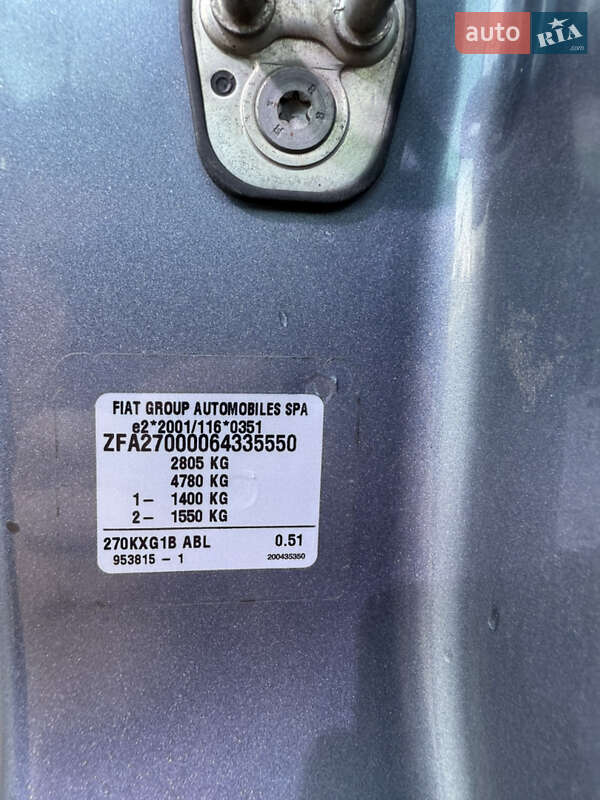 auto RIA
.com
FIAT GROUP AUTOMOBILES SPA
e2*2001/116*0351
ZFA27000064335550
2805 KG
4780 KG
1- 1400 KG
2- 1550 KG
270KXG1B ABL 0.51
953815 - 1 200435350